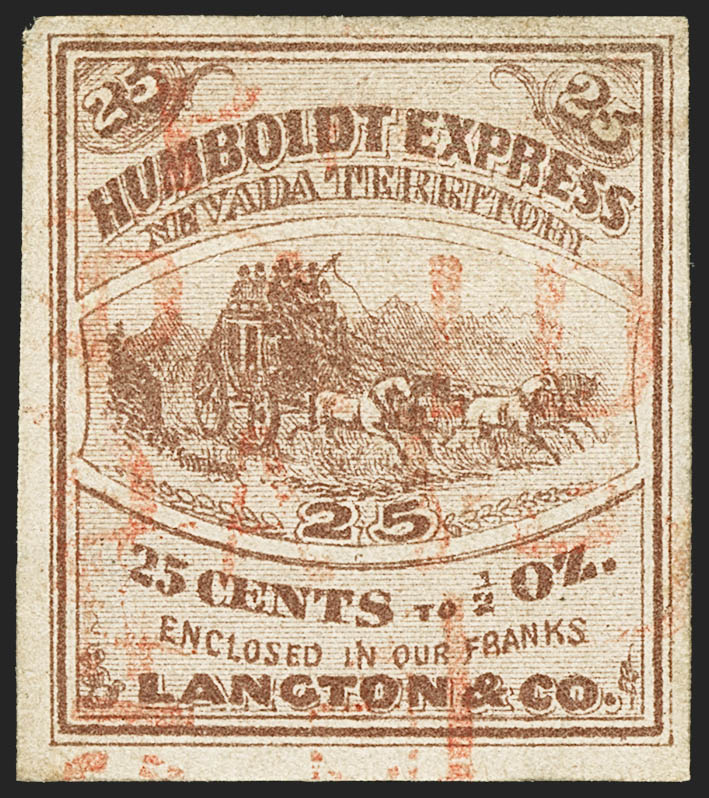 25 25
HUMBOLDT EXPRESS
NEVADA TERRITORY
25
25 CENTS TO 1/2 OZ.
ENCLOSED IN OUR FRANKS
LANGTON & CO.